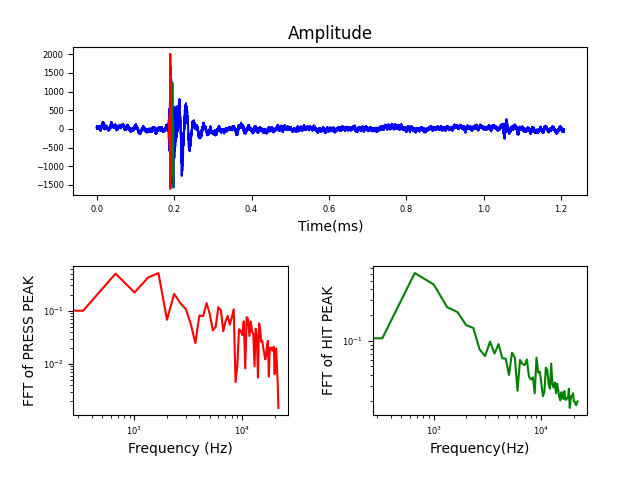 Amplitude
2000
1500
1000
500
0
−500
−1000
−1500
0.0 0.2 0.4 0.6 0.8 1.0 1.2
Time(ms)
FFT of PRESS PEAK
10⁻¹
10⁻²
10³ 10⁴
Frequency (Hz)
FFT of HIT PEAK
10⁻¹
10³ 10⁴
Frequency(Hz)